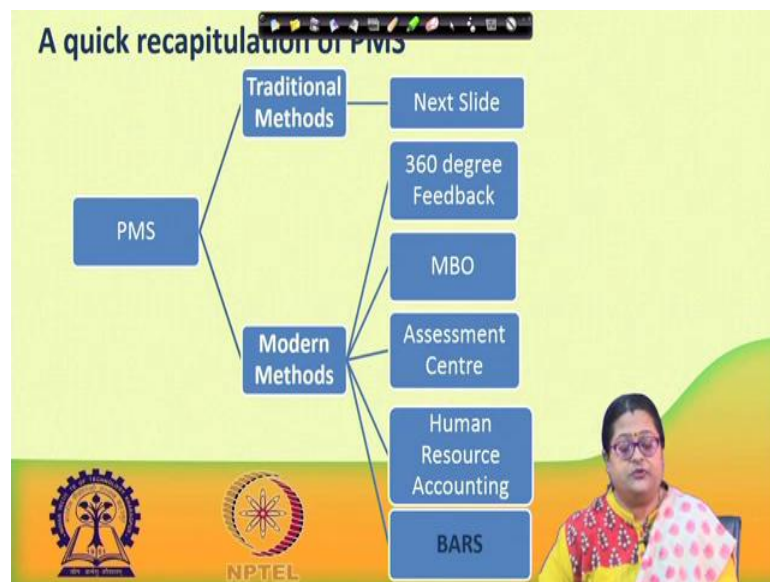 A quick recapitulation of PMS
Traditional
Methods
Next Slide
360 degree
Feedback
PMS
MBO
Assessment
Centre
Modern
Methods
Human
Resource
Accounting
BARS
NPTEL